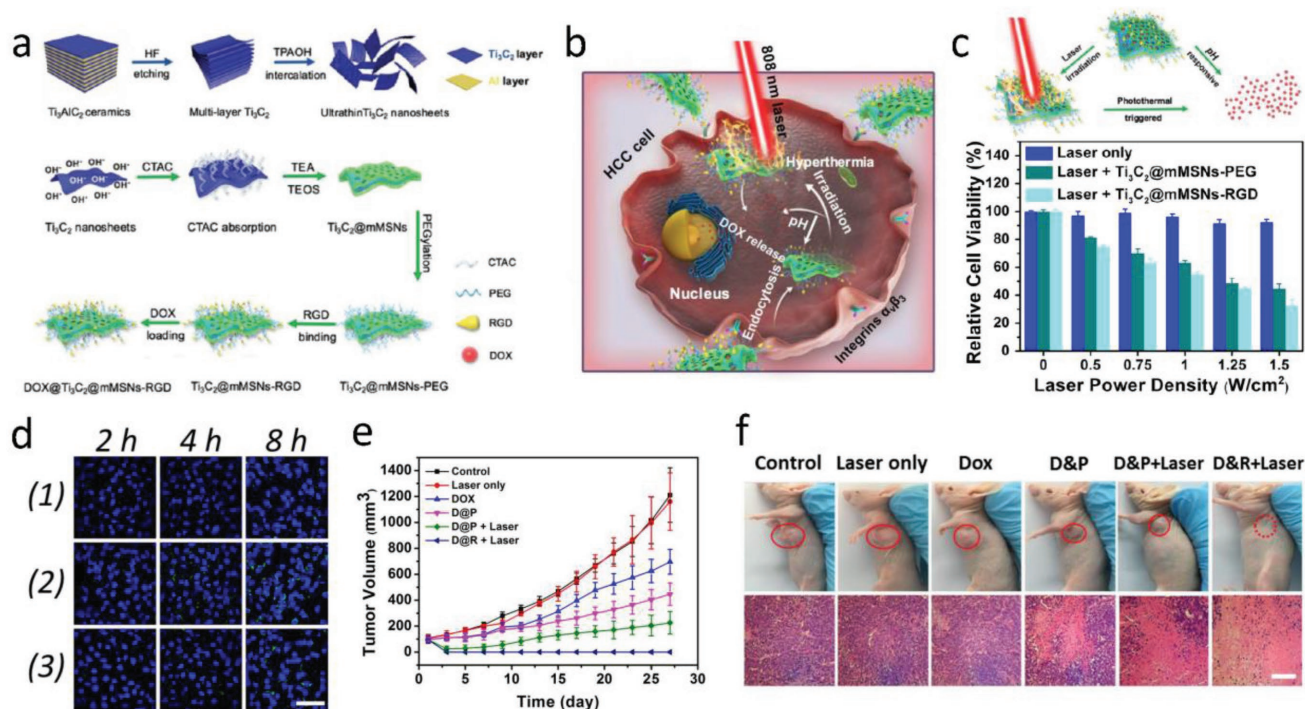 a
HF
etching
TPAOH
intercalation
Ti₃C₂ layer
Al layer
Ti₃AlC₂ ceramics
Multi-layer Ti₃C₂
UltrathinTi₃C₂ nanosheets
OH⁻ OH⁻ OH⁻ OH⁻
OH⁻ OH⁻ OH⁻
CTAC
TEA
TEOS
Ti₃C₂ nanosheets
CTAC absorption
Ti₃C₂@mMSNs
PEGylation
CTAC
PEG
RGD
DOX
DOX
loading
RGD
binding
DOX@Ti₃C₂@mMSNs-RGD
Ti₃C₂@mMSNs-RGD
Ti₃C₂@mMSNs-PEG
b
808 nm laser
HCC cell
Hyperthermia
Irradiation
pH
DOX release
Endocytosis
Nucleus
Integrins αᵥβ₃
c
Laser
irradiation
pH
responsive
Photothermal
triggered
Relative Cell Viability (%)
140
120
100
80
60
40
20
0
Laser only
Laser + Ti₃C₂@mMSNs-PEG
Laser + Ti₃C₂@mMSNs-RGD
0 0.5 0.75 1 1.25 1.5
Laser Power Density (W/cm²)
d
2 h 4 h 8 h
(1)
(2)
(3)
e
Tumor Volume (mm³)
1400
1200
1000
800
600
400
200
0
Control
Laser only
DOX
D@P
D@P + Laser
D@R + Laser
0 5 10 15 20 25 30
Time (day)
f
Control Laser only Dox D&P D&P+Laser D&R+Laser